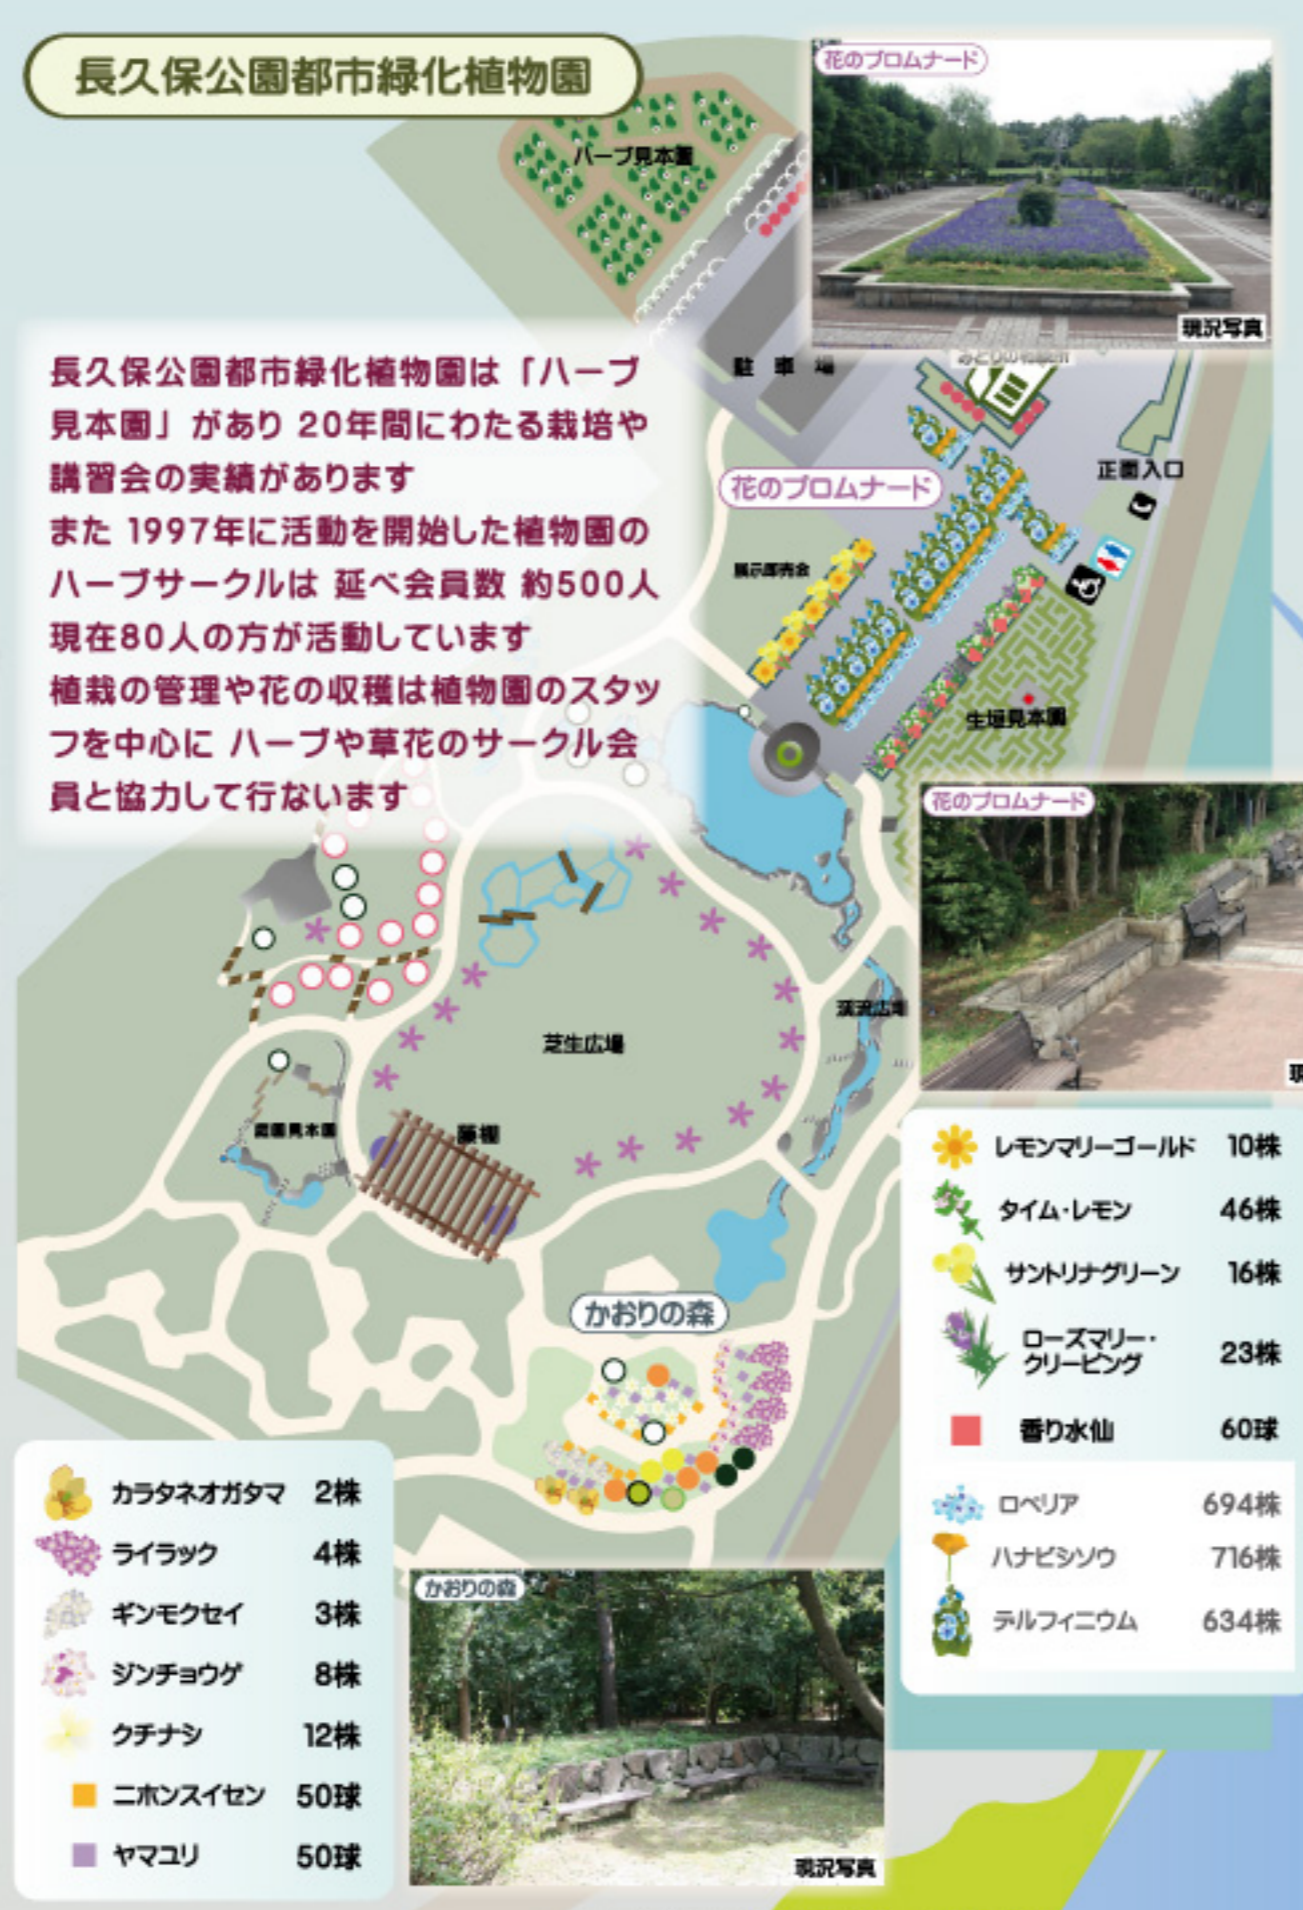 長久保公園都市緑化植物園
花のプロムナード
ハーブ見本園
現況写真
長久保公園都市緑化植物園は「ハーブ
見本園」があり 20年間にわたる栽培や
講習会の実績があります
また 1997年に活動を開始した植物園の
ハーブサークルは 延べ会員数 約500人
現在80人の方が活動しています
植栽の管理や花の収穫は植物園のスタッ
フを中心に ハーブや草花のサークル会
員と協力して行ないます
駐車場
正面入口
花のプロムナード
展示即売会
生垣見本園
花のプロムナード
渓流広場
芝生広場
庭園見本園
藤棚
現
レモンマリーゴールド 10株
タイム・レモン 46株
サントリナグリーン 16株
ローズマリー・
クリーピング 23株
香り水仙 60球
ロベリア 694株
ハナビシソウ 716株
デルフィニウム 634株
かおりの森
カラタネオガタマ 2株
ライラック 4株
ギンモクセイ 3株
ジンチョウゲ 8株
クチナシ 12株
ニホンスイセン 50球
ヤマユリ 50球
かおりの森
現況写真